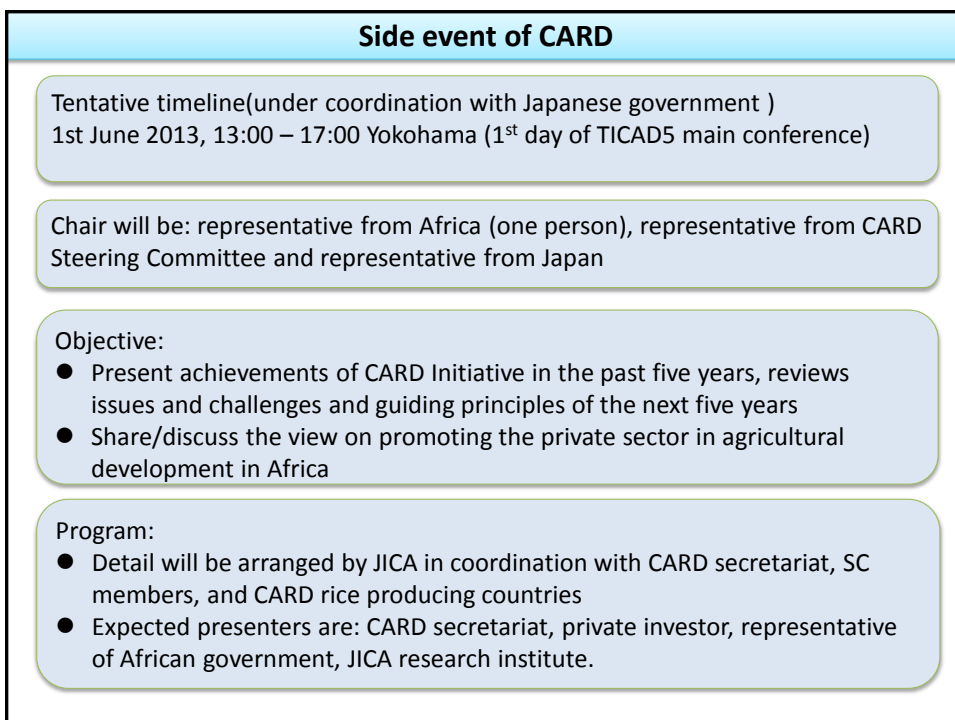 Side event of CARD
Tentative timeline(under coordination with Japanese government )
1st June 2013, 13:00 – 17:00 Yokohama (1st day of TICAD5 main conference)
Chair will be: representative from Africa (one person), representative from CARD
Steering Committee and representative from Japan
Objective:
● Present achievements of CARD Initiative in the past five years, reviews
issues and challenges and guiding principles of the next five years
● Share/discuss the view on promoting the private sector in agricultural
development in Africa
Program:
● Detail will be arranged by JICA in coordination with CARD secretariat, SC
members, and CARD rice producing countries
● Expected presenters are: CARD secretariat, private investor, representative
of African government, JICA research institute.